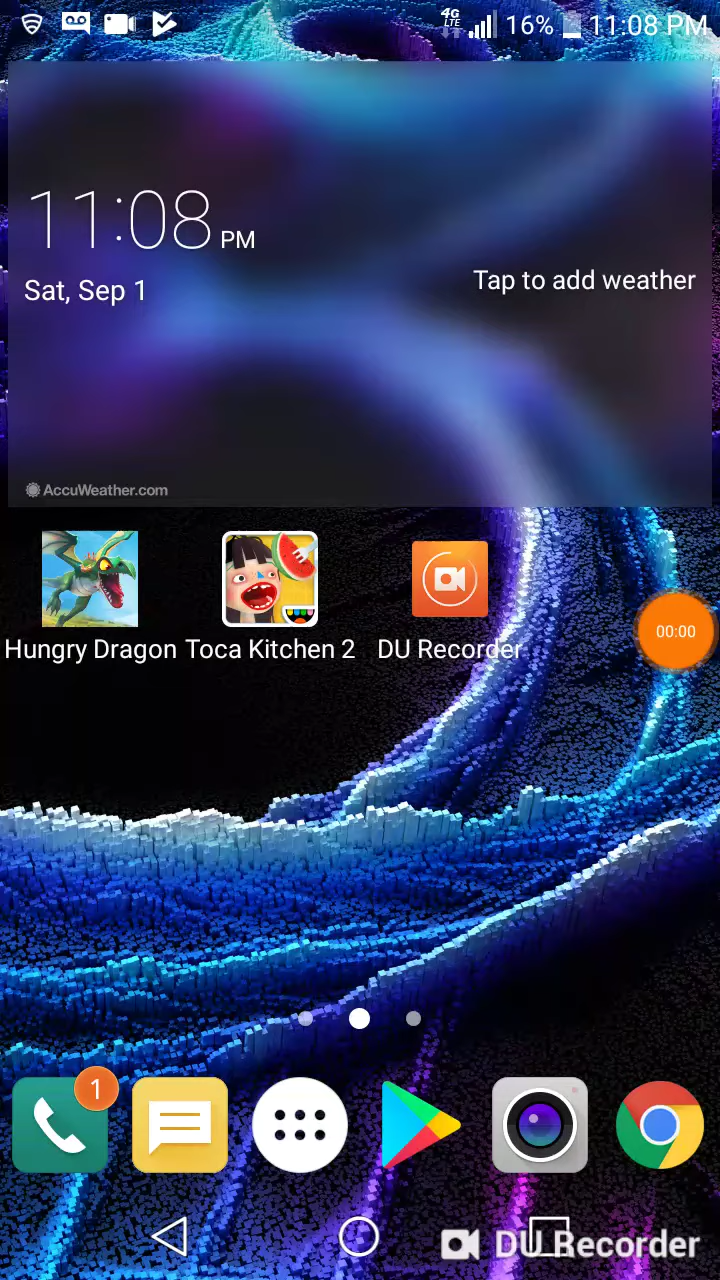 4G LTE 16% 11:08 PM
11:08 PM
Sat, Sep 1
Tap to add weather
AccuWeather.com
Hungry Dragon Toca Kitchen 2 DU Recorder
00:00
1
DU Recorder